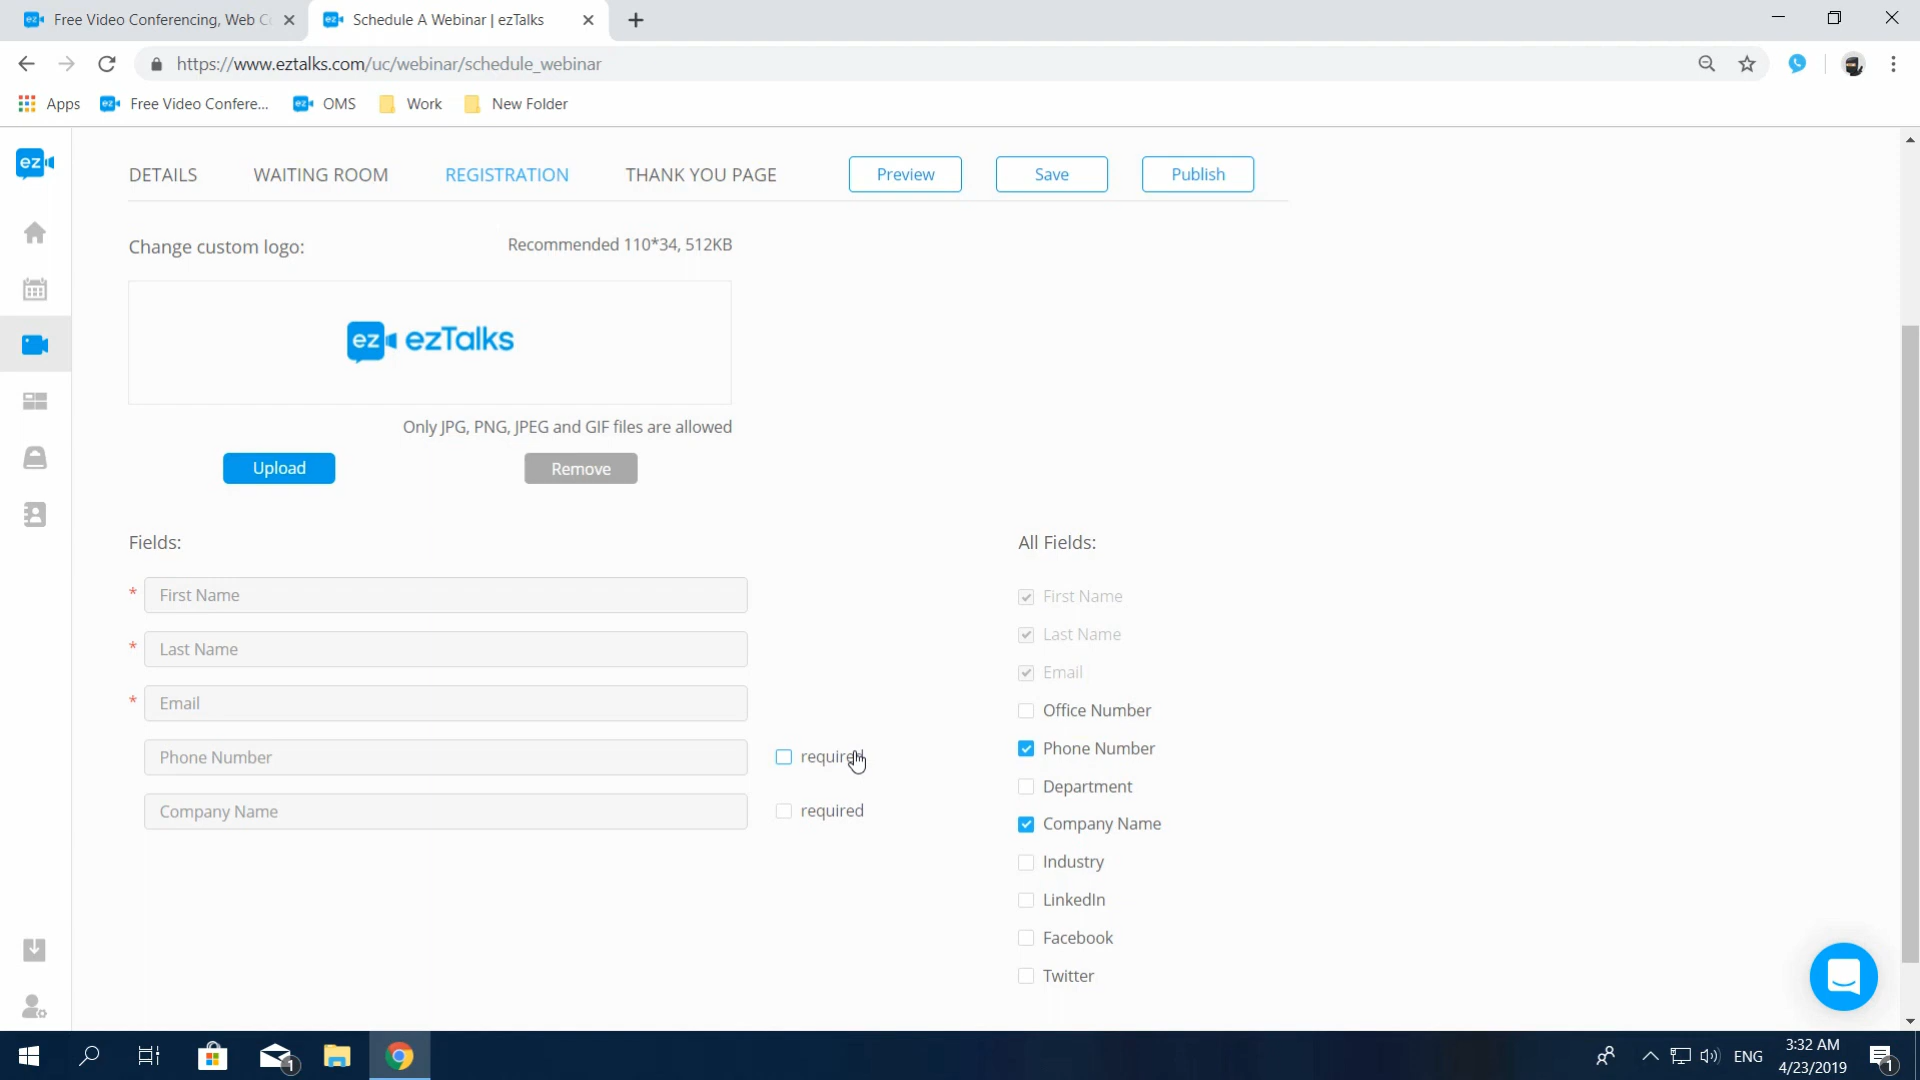 Free Video Conferencing, Web C
Schedule A Webinar | ezTalks
https://www.eztalks.com/uc/webinar/schedule_webinar
Apps
Free Video Confere...
OMS
Work
New Folder
ez
DETAILS
WAITING ROOM
REGISTRATION
THANK YOU PAGE
Preview
Save
Publish
Change custom logo:
Recommended 110*34, 512KB
ez ezTalks
Only JPG, PNG, JPEG and GIF files are allowed
Upload
Remove
Fields:
All Fields:
* First Name
* Last Name
* Email
Phone Number
required
Company Name
required
First Name
Last Name
Email
Office Number
Phone Number
Department
Company Name
Industry
LinkedIn
Facebook
Twitter
1
ENG
3:32 AM
4/23/2019
1